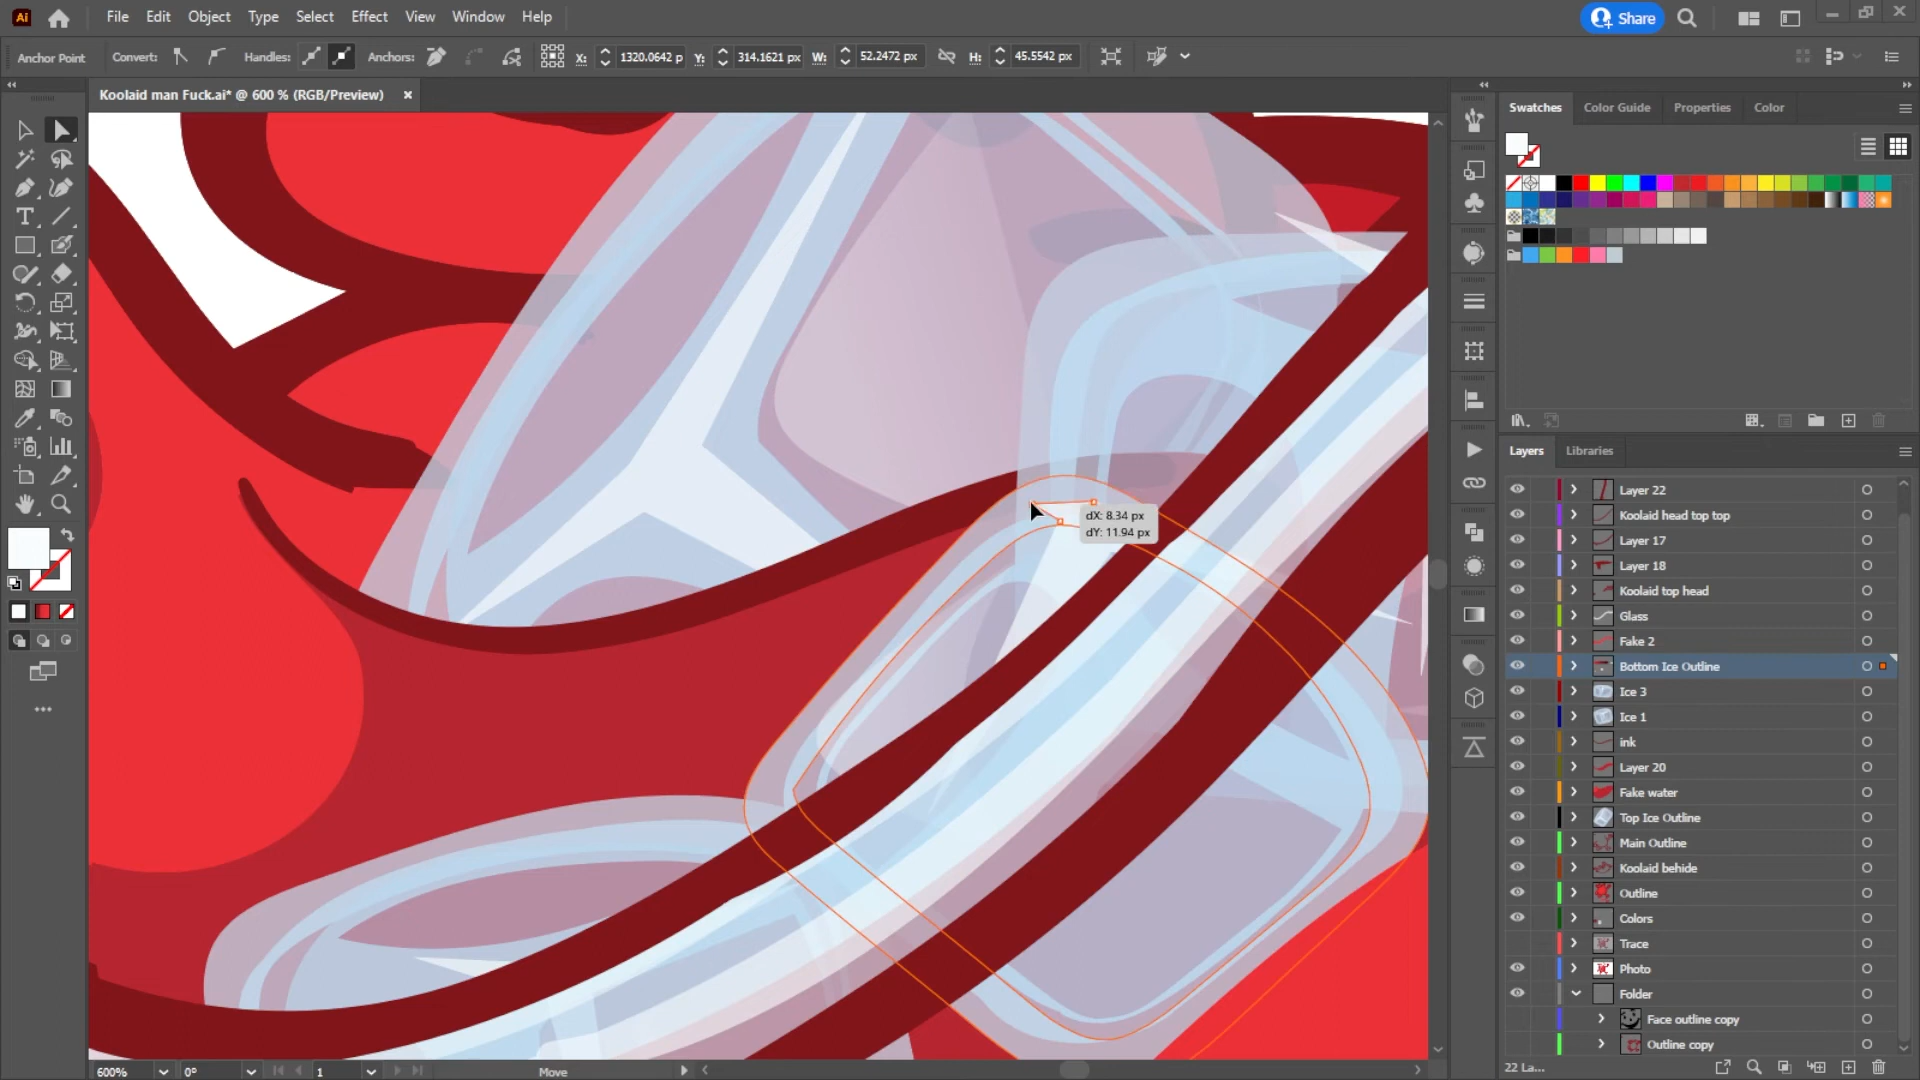 Ai File Edit Object Type Select Effect View Window Help Share
Anchor Point Convert: Handles: Anchors: X: 1320.0642 p Y: 314.1621 px W: 52.2472 px H: 45.5542 px
Koolaid man Fuck.ai* @ 600 % (RGB/Preview) ×
Swatches Color Guide Properties Color
dX: 8.34 px
dY: 11.94 px
Layers Libraries
Layer 22
Koolaid head top top
Layer 17
Layer 18
Koolaid top head
Glass
Fake 2
Bottom Ice Outline
Ice 3
Ice 1
ink
Layer 20
Fake water
Top Ice Outline
Main Outline
Koolaid behide
Outline
Colors
Trace
Photo
Folder
Face outline copy
Outline copy
22 La...
600% 0° 1 Move